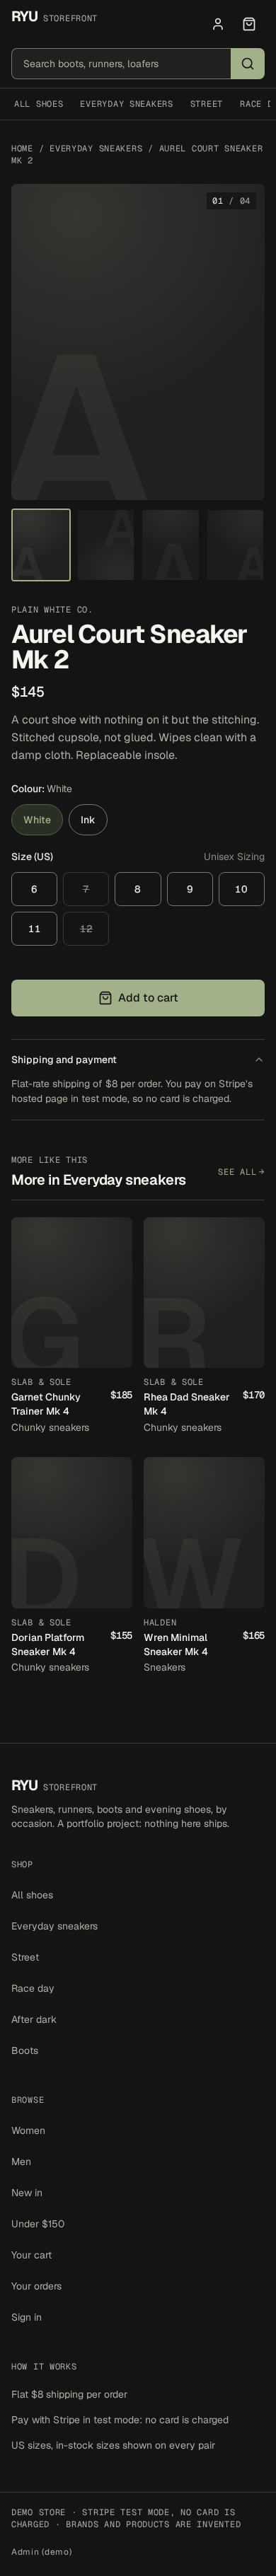 RYU STOREFRONT
Search boots, runners, loafers
ALL SHOES EVERYDAY SNEAKERS STREET RACE D
HOME / EVERYDAY SNEAKERS / AUREL COURT SNEAKER
MK 2
01 / 04
A
A A A A
PLAIN WHITE CO.
Aurel Court Sneaker
Mk 2
$145
A court shoe with nothing on it but the stitching.
Stitched cupsole, not glued. Wipes clean with a
damp cloth. Replaceable insole.
Colour: White
White Ink
Size (US) Unisex Sizing
6 7 8 9 10
11 12
Add to cart
Shipping and payment
Flat-rate shipping of $8 per order. You pay on Stripe's
hosted page in test mode, so no card is charged.
MORE LIKE THIS
More in Everyday sneakers SEE ALL →
G R
SLAB & SOLE SLAB & SOLE
Garnet Chunky $185 Rhea Dad Sneaker $170
Trainer Mk 4 Mk 4
Chunky sneakers Chunky sneakers
D W
SLAB & SOLE HALDEN
Dorian Platform $155 Wren Minimal $165
Sneaker Mk 4 Sneaker Mk 4
Chunky sneakers Sneakers
RYU STOREFRONT
Sneakers, runners, boots and evening shoes, by
occasion. A portfolio project: nothing here ships.
SHOP
All shoes
Everyday sneakers
Street
Race day
After dark
Boots
BROWSE
Women
Men
New in
Under $150
Your cart
Your orders
Sign in
HOW IT WORKS
Flat $8 shipping per order
Pay with Stripe in test mode: no card is charged
US sizes, in-stock sizes shown on every pair
DEMO STORE · STRIPE TEST MODE, NO CARD IS
CHARGED · BRANDS AND PRODUCTS ARE INVENTED
Admin (demo)